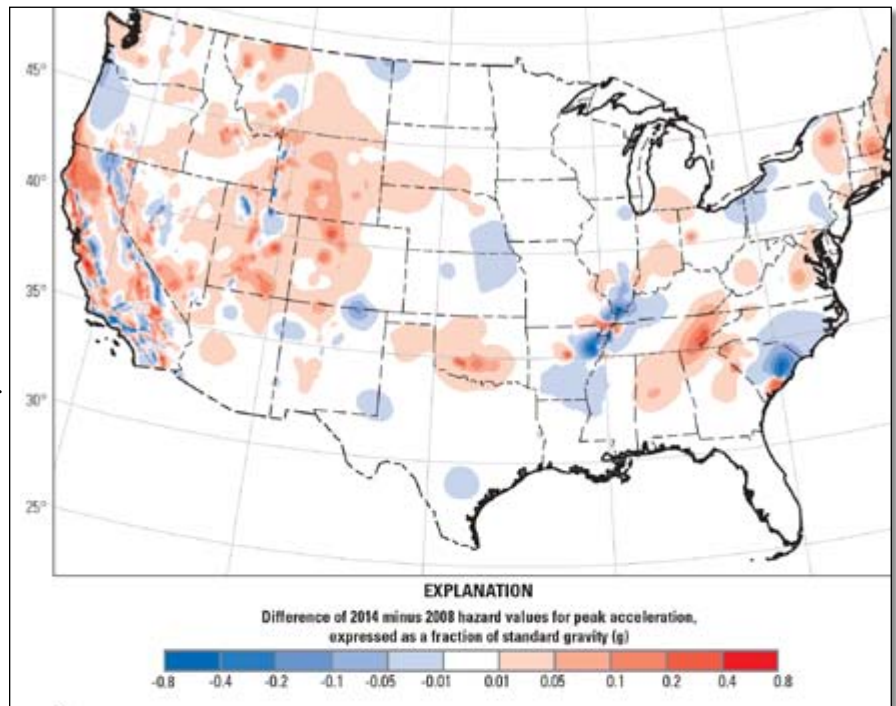 45°
40°
35°
30°
25°
EXPLANATION
Difference of 2014 minus 2008 hazard values for peak acceleration,
expressed as a fraction of standard gravity (g)
-0.8 -0.4 -0.2 -0.1 -0.05 -0.01 0.01 0.05 0.1 0.2 0.4 0.8